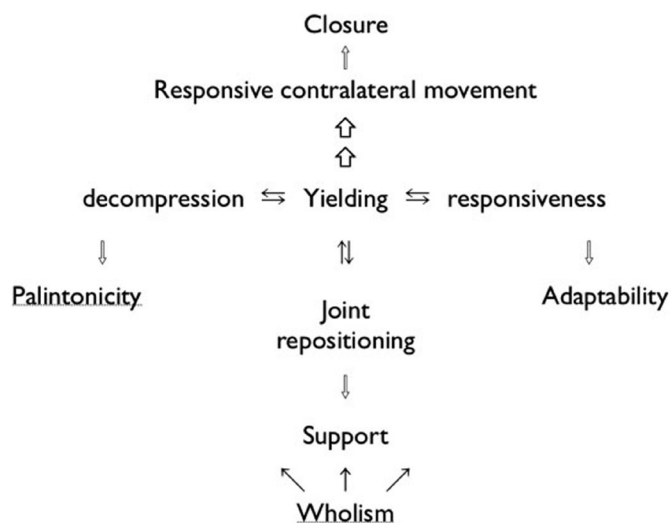 Closure
Responsive contralateral movement
decompression ⇆ Yielding ⇆ responsiveness
Palintonicity
Adaptability
Joint
repositioning
Support
Wholism